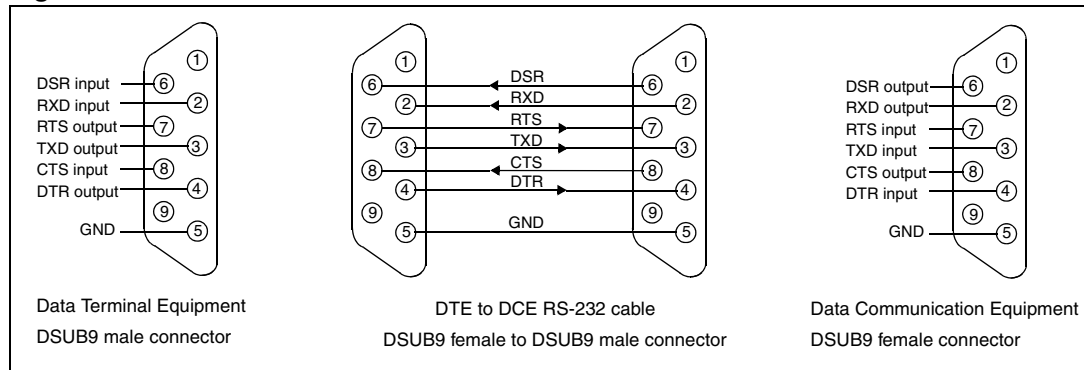 1
DSR input
6
RXD input
2
RTS output
7
TXD output
3
CTS input
8
DTR output
4
9
GND
5
Data Terminal Equipment
DSUB9 male connector
1
1
6
DSR
6
2
RXD
2
7
RTS
7
3
TXD
3
8
CTS
8
4
DTR
4
9
9
5
GND
5
DTE to DCE RS-232 cable
DSUB9 female to DSUB9 male connector
1
DSR output
6
RXD output
2
RTS input
7
TXD input
3
CTS output
8
DTR input
4
9
GND
5
Data Communication Equipment
DSUB9 female connector